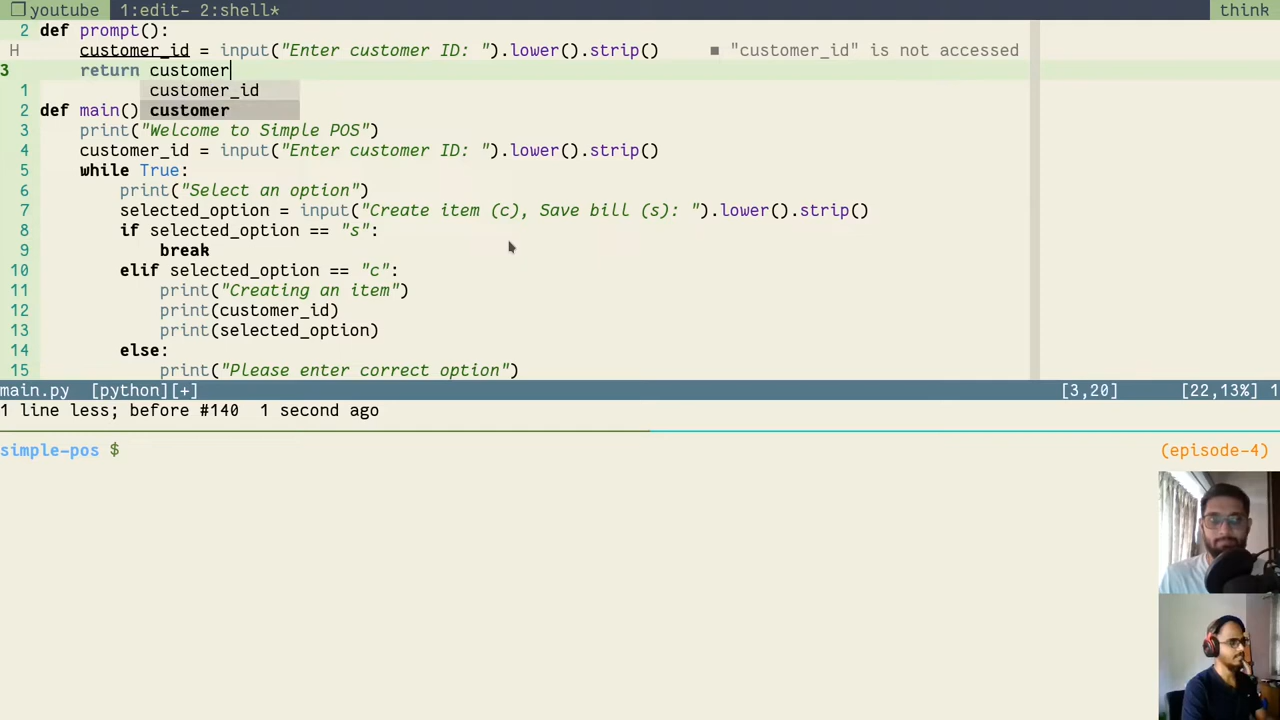 ❐ youtube 1:edit- 2:shell* think
2 def prompt():
H customer_id = input("Enter customer ID: ").lower().strip() ■ "customer_id" is not accessed
3 return customer
1 customer_id
2 def main() customer
3 print("Welcome to Simple POS")
4 customer_id = input("Enter customer ID: ").lower().strip()
5 while True:
6 print("Select an option")
7 selected_option = input("Create item (c), Save bill (s): ").lower().strip()
8 if selected_option == "s":
9 break
10 elif selected_option == "c":
11 print("Creating an item")
12 print(customer_id)
13 print(selected_option)
14 else:
15 print("Please enter correct option")
main.py [python][+] [3,20] [22,13%] 1
1 line less; before #140 1 second ago
simple-pos $ (episode-4)